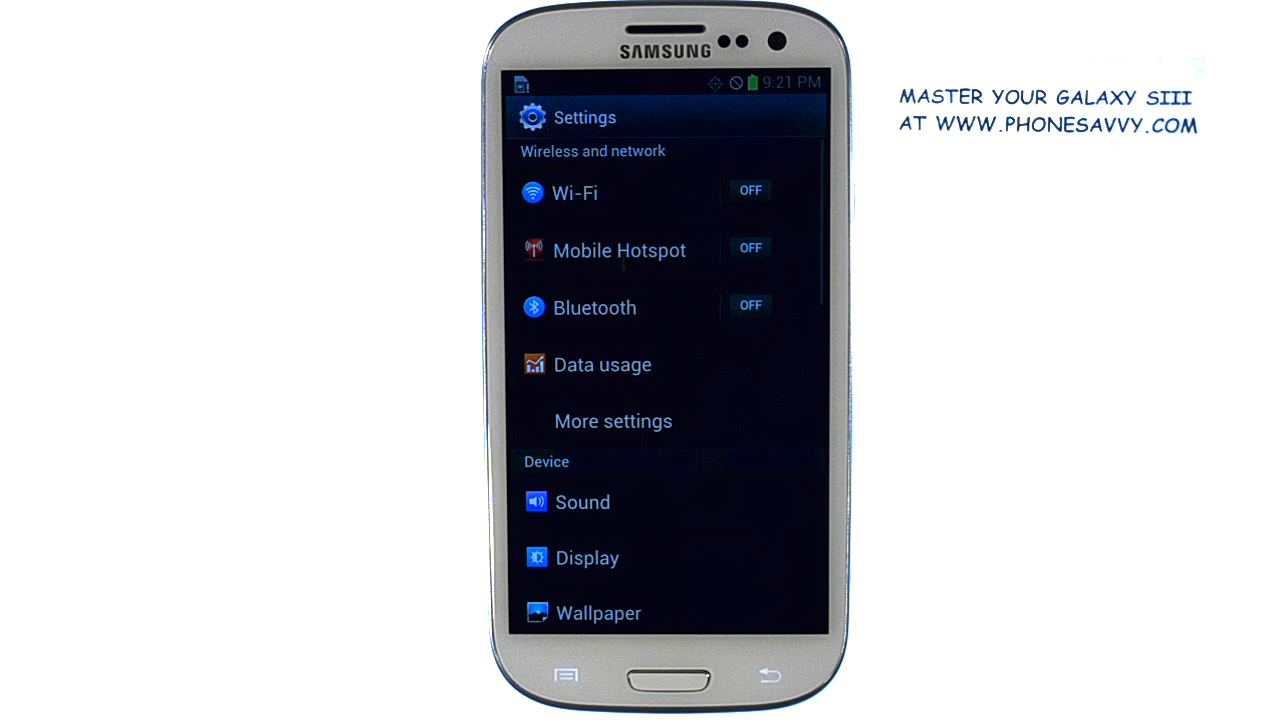 SAMSUNG
9:21 PM
MASTER YOUR GALAXY SIII
AT WWW.PHONESAVVY.COM
Settings
Wireless and network
Wi-Fi OFF
Mobile Hotspot OFF
Bluetooth OFF
Data usage
More settings
Device
Sound
Display
Wallpaper